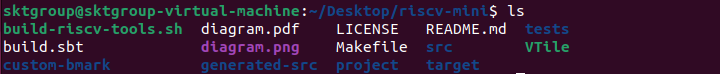 sktgroup@sktgroup-virtual-machine:~/Desktop/riscv-mini$ ls
build-riscv-tools.sh diagram.pdf LICENSE README.md tests
build.sbt diagram.png Makefile src VTile
custom-bmark generated-src project target